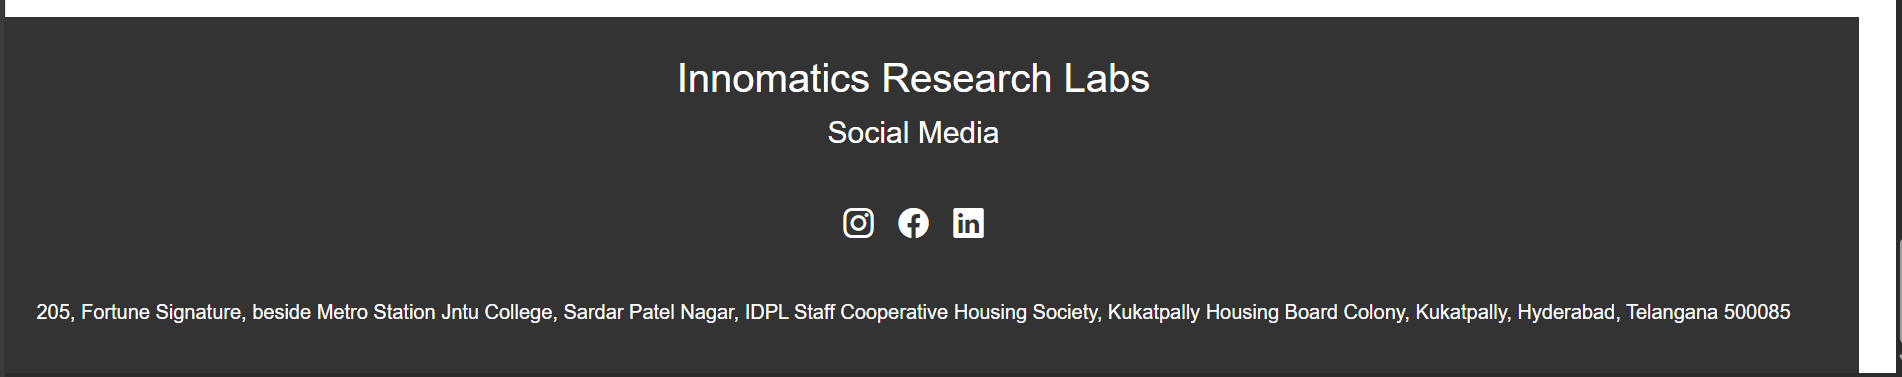 Innomatics Research Labs
Social Media
205, Fortune Signature, beside Metro Station Jntu College, Sardar Patel Nagar, IDPL Staff Cooperative Housing Society, Kukatpally Housing Board Colony, Kukatpally, Hyderabad, Telangana 500085